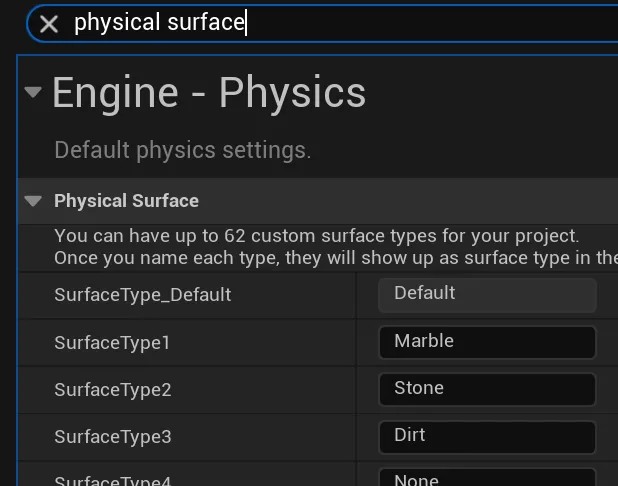 physical surface
Engine - Physics
Default physics settings.
Physical Surface
You can have up to 62 custom surface types for your project.
Once you name each type, they will show up as surface type in the
SurfaceType_Default Default
SurfaceType1 Marble
SurfaceType2 Stone
SurfaceType3 Dirt
SurfaceType4 None